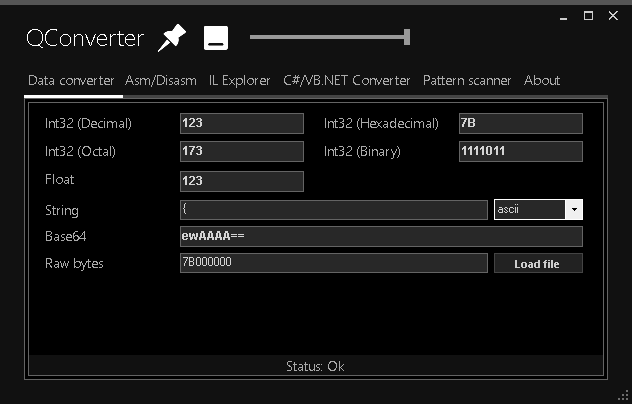 QConverter
Data converter Asm/Disasm IL Explorer C#/VB.NET Converter Pattern scanner About
Int32 (Decimal) 123 Int32 (Hexadecimal) 7B
Int32 (Octal) 173 Int32 (Binary) 1111011
Float 123
String { ascii
Base64 ewAAAA==
Raw bytes 7B000000 Load file
Status: Ok